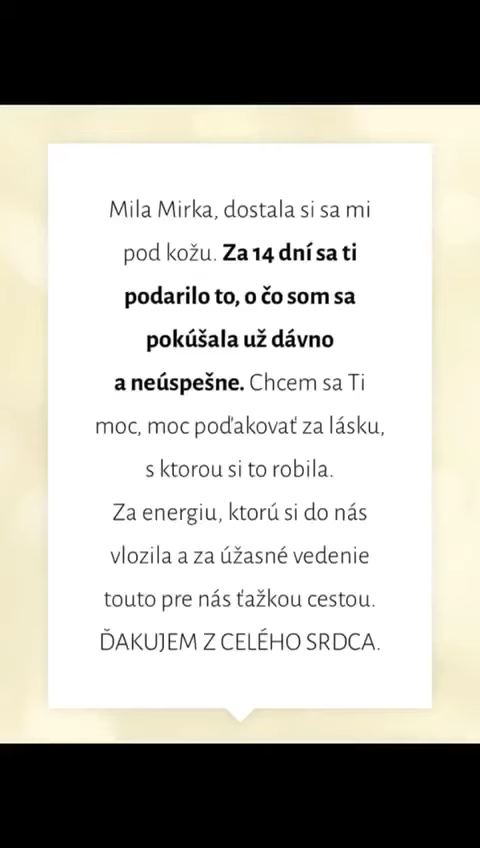 Mila Mirka, dostala si sa mi
pod kožu. Za 14 dní sa ti
podarilo to, o čo som sa
pokúšala už dávno
a neúspešne. Chcem sa Ti
moc, moc poďakovať za lásku,
s ktorou si to robila.
Za energiu, ktorú si do nás
vlozila a za úžasné vedenie
touto pre nás ťažkou cestou.
ĎAKUJEM Z CELÉHO SRDCA.